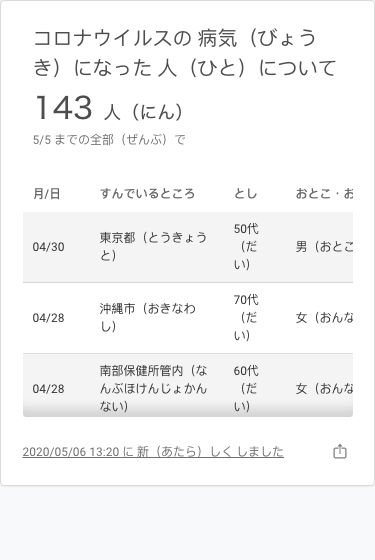 コロナウイルスの 病気（びょう
き）になった 人（ひと）について
143 人（にん）
5/5 までの全部（ぜんぶ）で
月/日 すんでいるところ とし おとこ・お
04/30 東京都（とうきょうと） 50代（だい） 男（おとこ
04/28 沖縄市（おきなわし） 70代（だい） 女（おんな
04/28 南部保健所管内（なんぶほけんじょかんない） 60代（だい） 女（おんな
2020/05/06 13:20 に 新（あたら）しく しました